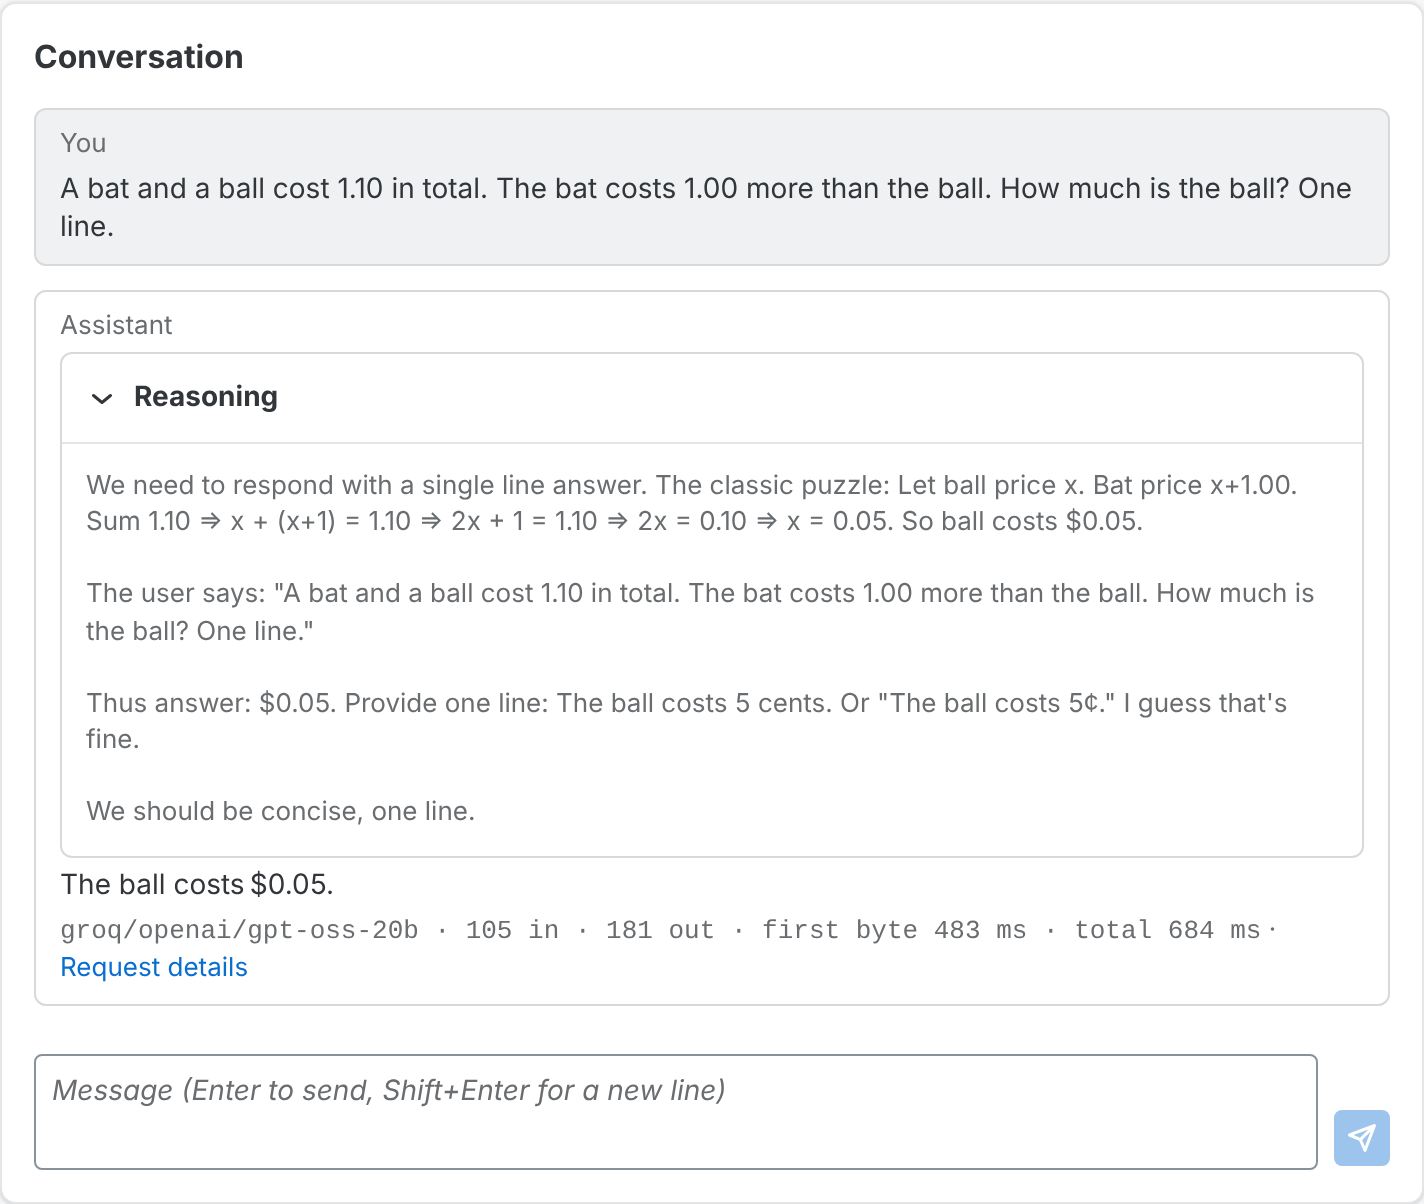 Conversation
You
A bat and a ball cost 1.10 in total. The bat costs 1.00 more than the ball. How much is the ball? One
line.
Assistant
Reasoning
We need to respond with a single line answer. The classic puzzle: Let ball price x. Bat price x+1.00.
Sum 1.10 ⇒ x + (x+1) = 1.10 ⇒ 2x + 1 = 1.10 ⇒ 2x = 0.10 ⇒ x = 0.05. So ball costs $0.05.
The user says: "A bat and a ball cost 1.10 in total. The bat costs 1.00 more than the ball. How much is
the ball? One line."
Thus answer: $0.05. Provide one line: The ball costs 5 cents. Or "The ball costs 5¢." I guess that's
fine.
We should be concise, one line.
The ball costs $0.05.
groq/openai/gpt-oss-20b · 105 in · 181 out · first byte 483 ms · total 684 ms ·
Request details
Message (Enter to send, Shift+Enter for a new line)